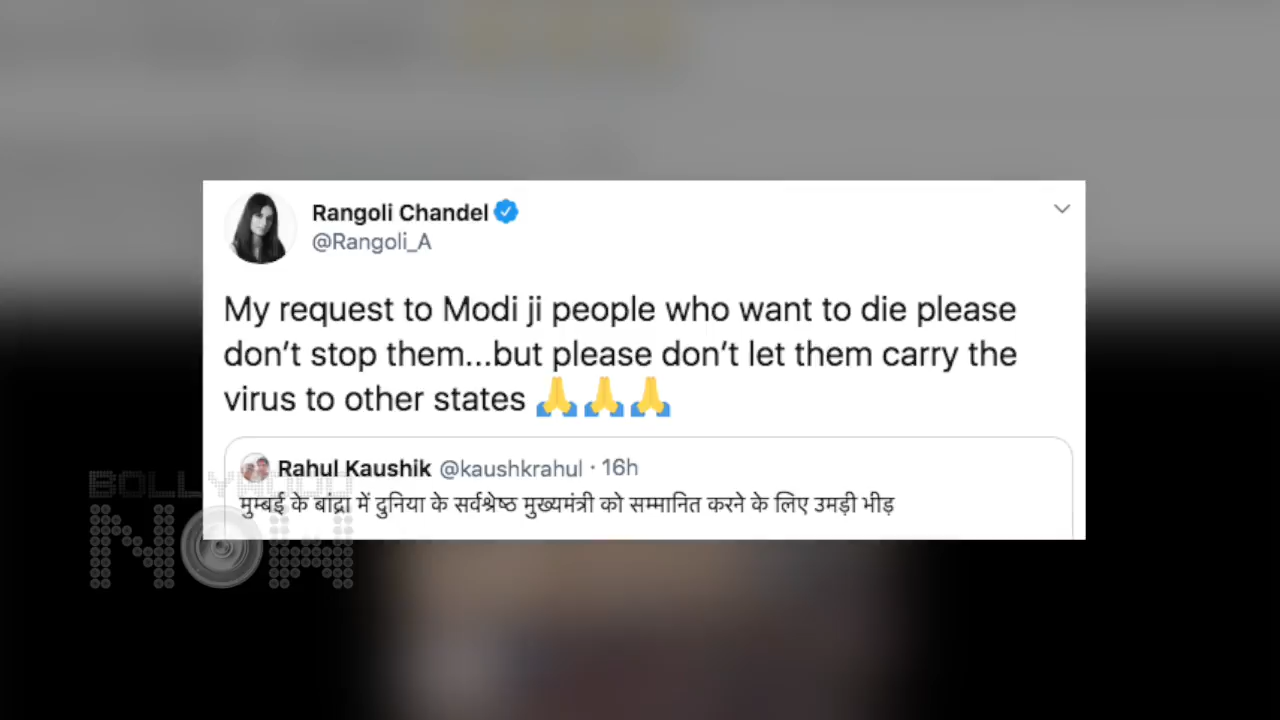 Rangoli Chandel
@Rangoli_A
My request to Modi ji people who want to die please
don't stop them...but please don't let them carry the
virus to other states 🙏🙏🙏
Rahul Kaushik @kaushkrahul · 16h
मुम्बई के बांद्रा में दुनिया के सर्वश्रेष्ठ मुख्यमंत्री को सम्मानित करने के लिए उमड़ी भीड़
BOLLYWOOD
NOW